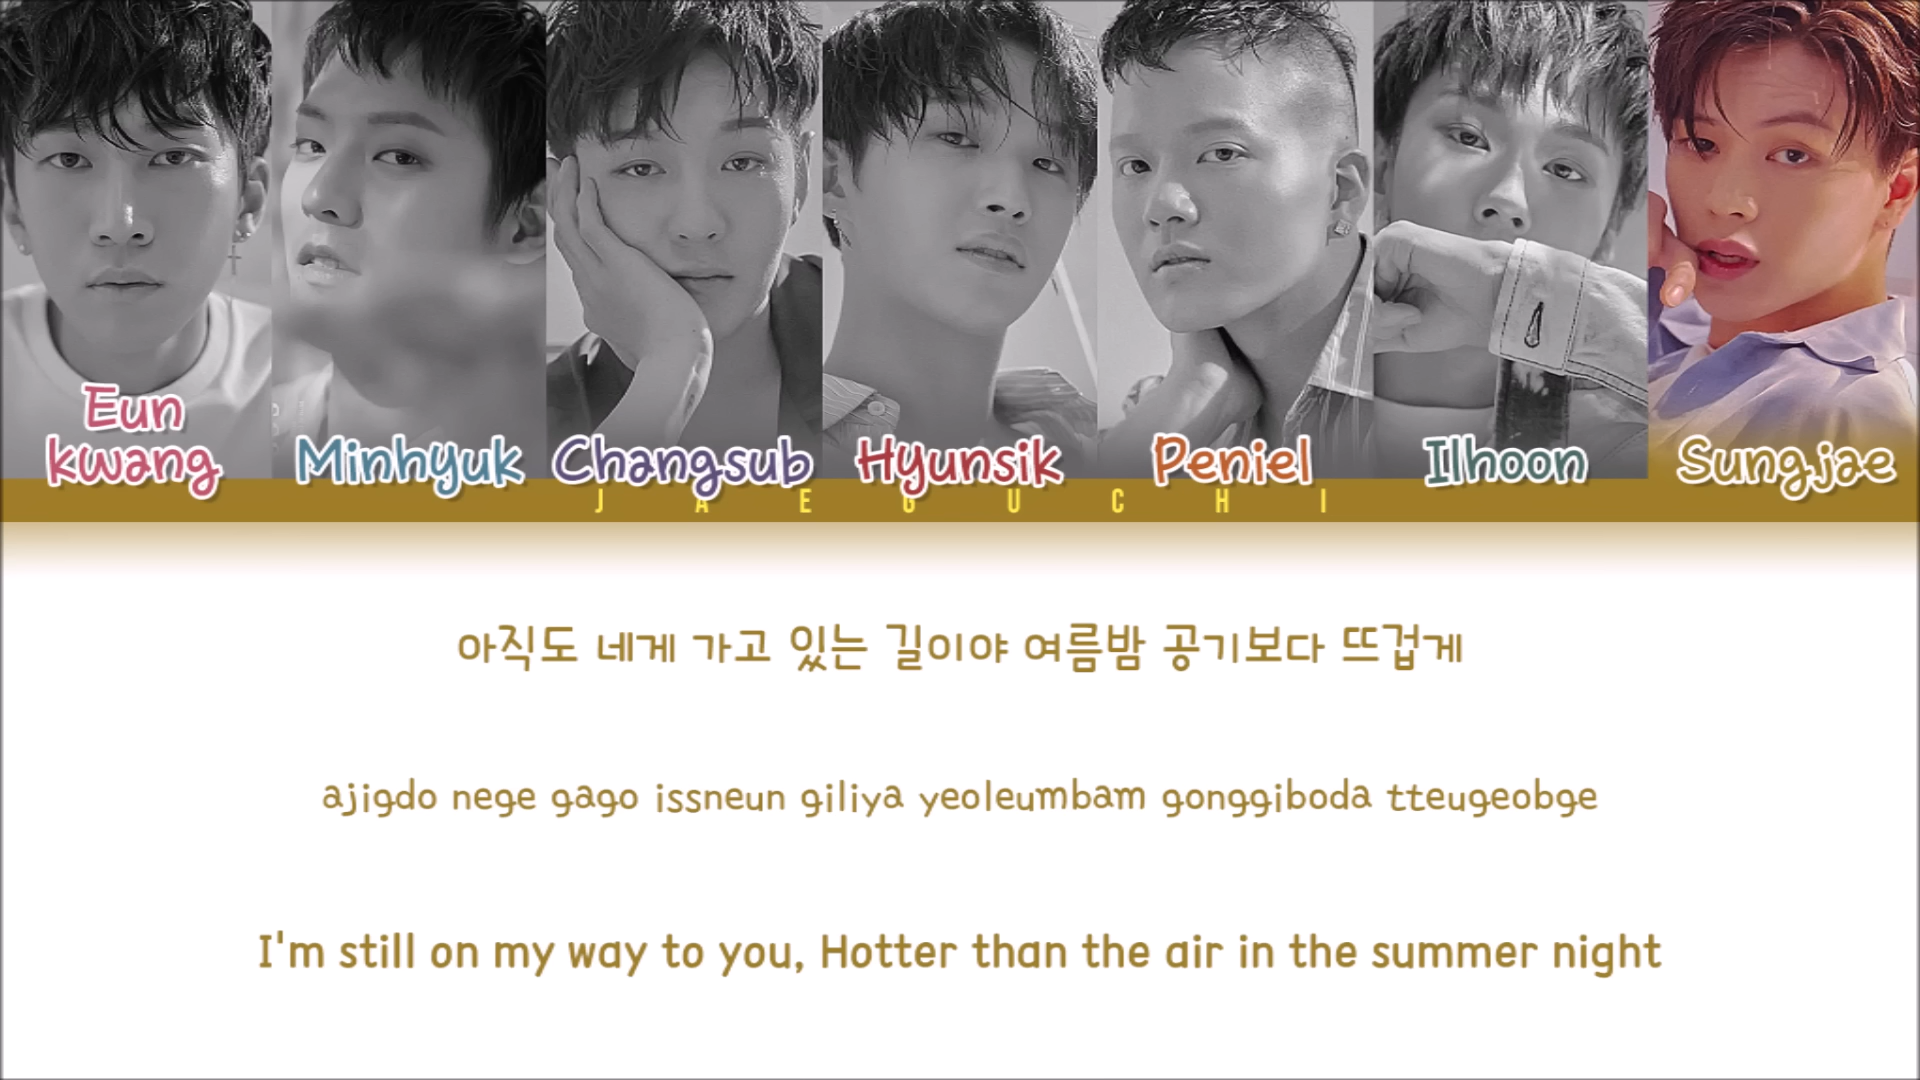 Eun
kwang
Minhyuk
Changsub
Hyunsik
Peniel
Ilhoon
Sungjae
JAEGUCHI
아직도 네게 가고 있는 길이야 여름밤 공기보다 뜨겁게
ajigdo nege gago issneun giliya yeoleumbam gonggiboda tteugeobge
I'm still on my way to you, Hotter than the air in the summer night